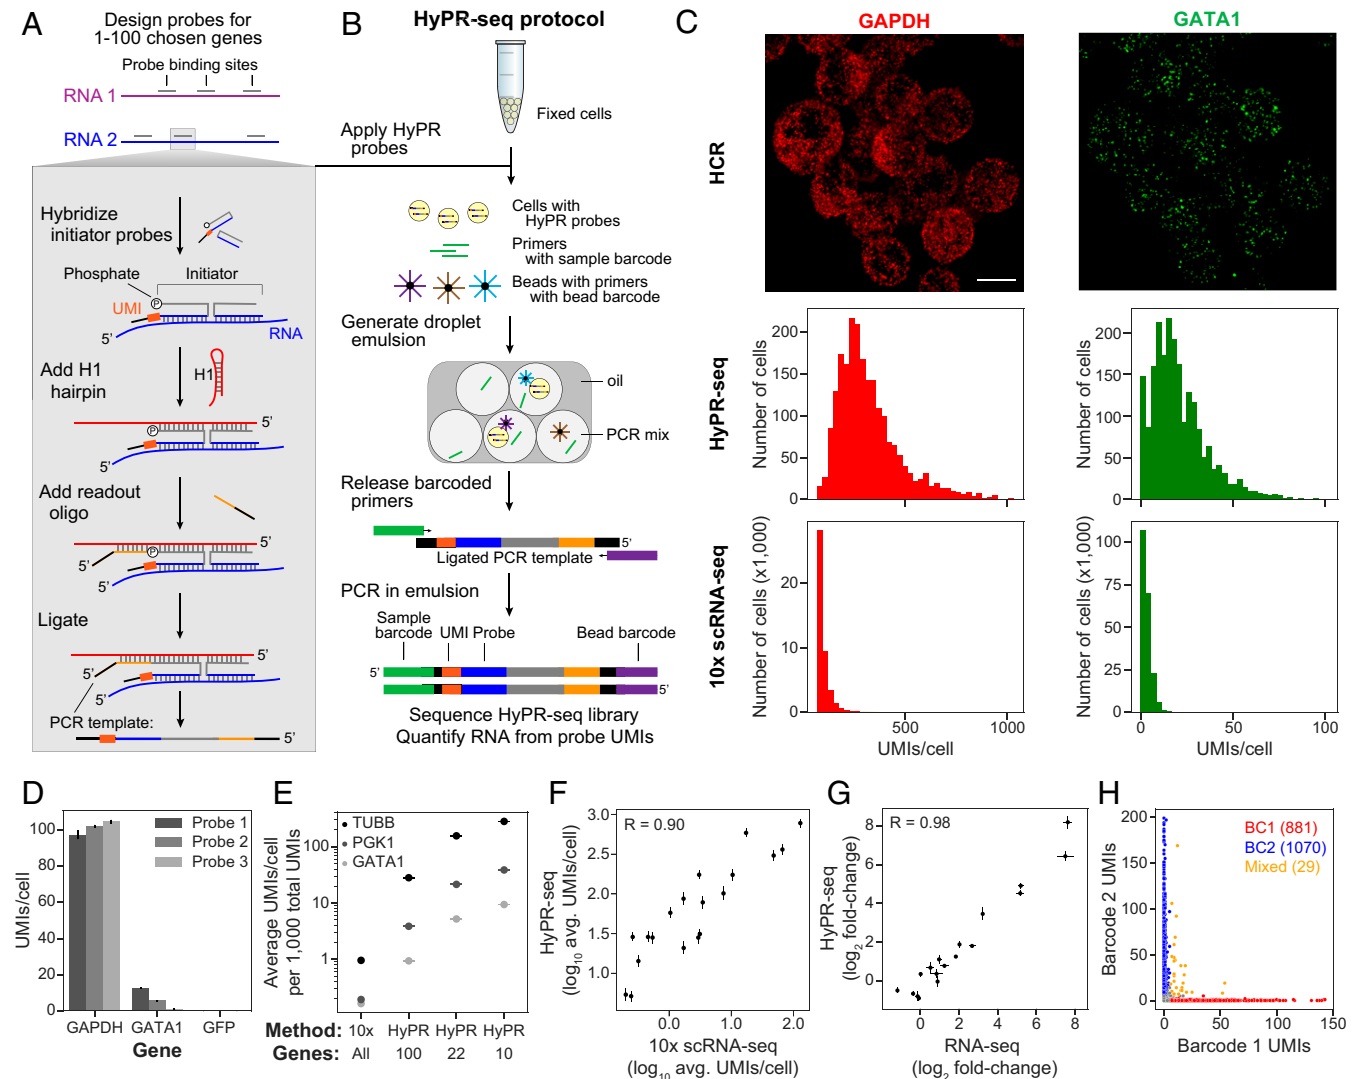 A
Design probes for
1-100 chosen genes
Probe binding sites
RNA 1
RNA 2
Hybridize
initiator probes
Phosphate
Initiator
P
UMI
RNA
5'
Add H1
hairpin
H1
5'
P
5'
Add readout
oligo
5'
P
5'
5'
Ligate
5'
5'
5'
PCR template:
5'
B
HyPR-seq protocol
Fixed cells
Apply HyPR
probes
Cells with
HyPR probes
Primers
with sample barcode
Beads with primers
with bead barcode
Generate droplet
emulsion
oil
PCR mix
Release barcoded
primers
5'
Ligated PCR template
PCR in emulsion
Sample
barcode
UMI Probe
Bead barcode
5'
5'
Sequence HyPR-seq library
Quantify RNA from probe UMIs
C
GAPDH
GATA1
HCR
HyPR-seq
Number of cells
200
150
100
50
0
Number of cells
200
150
100
50
0
10x scRNA-seq
Number of cells (x1,000)
20
10
0
500
1000
UMIs/cell
Number of cells (x1,000)
100
75
50
25
0
0
50
100
UMIs/cell
D
UMIs/cell
100
80
60
40
20
0
Probe 1
Probe 2
Probe 3
GAPDH
GATA1
GFP
Gene
E
Average UMIs/cell
per 1,000 total UMIs
100
10
1
TUBB
PGK1
GATA1
Method:
10x
HyPR
HyPR
HyPR
Genes:
All
100
22
10
F
R = 0.90
HyPR-seq
(log10 avg. UMIs/cell)
3.0
2.5
2.0
1.5
1.0
0.0
1.0
2.0
10x scRNA-seq
(log10 avg. UMIs/cell)
G
R = 0.98
HyPR-seq
(log2 fold-change)
8
6
4
2
0
0
2
4
6
8
RNA-seq
(log2 fold-change)
H
BC1 (881)
BC2 (1070)
Mixed (29)
Barcode 2 UMIs
200
150
100
50
0
0
50
100
150
Barcode 1 UMIs